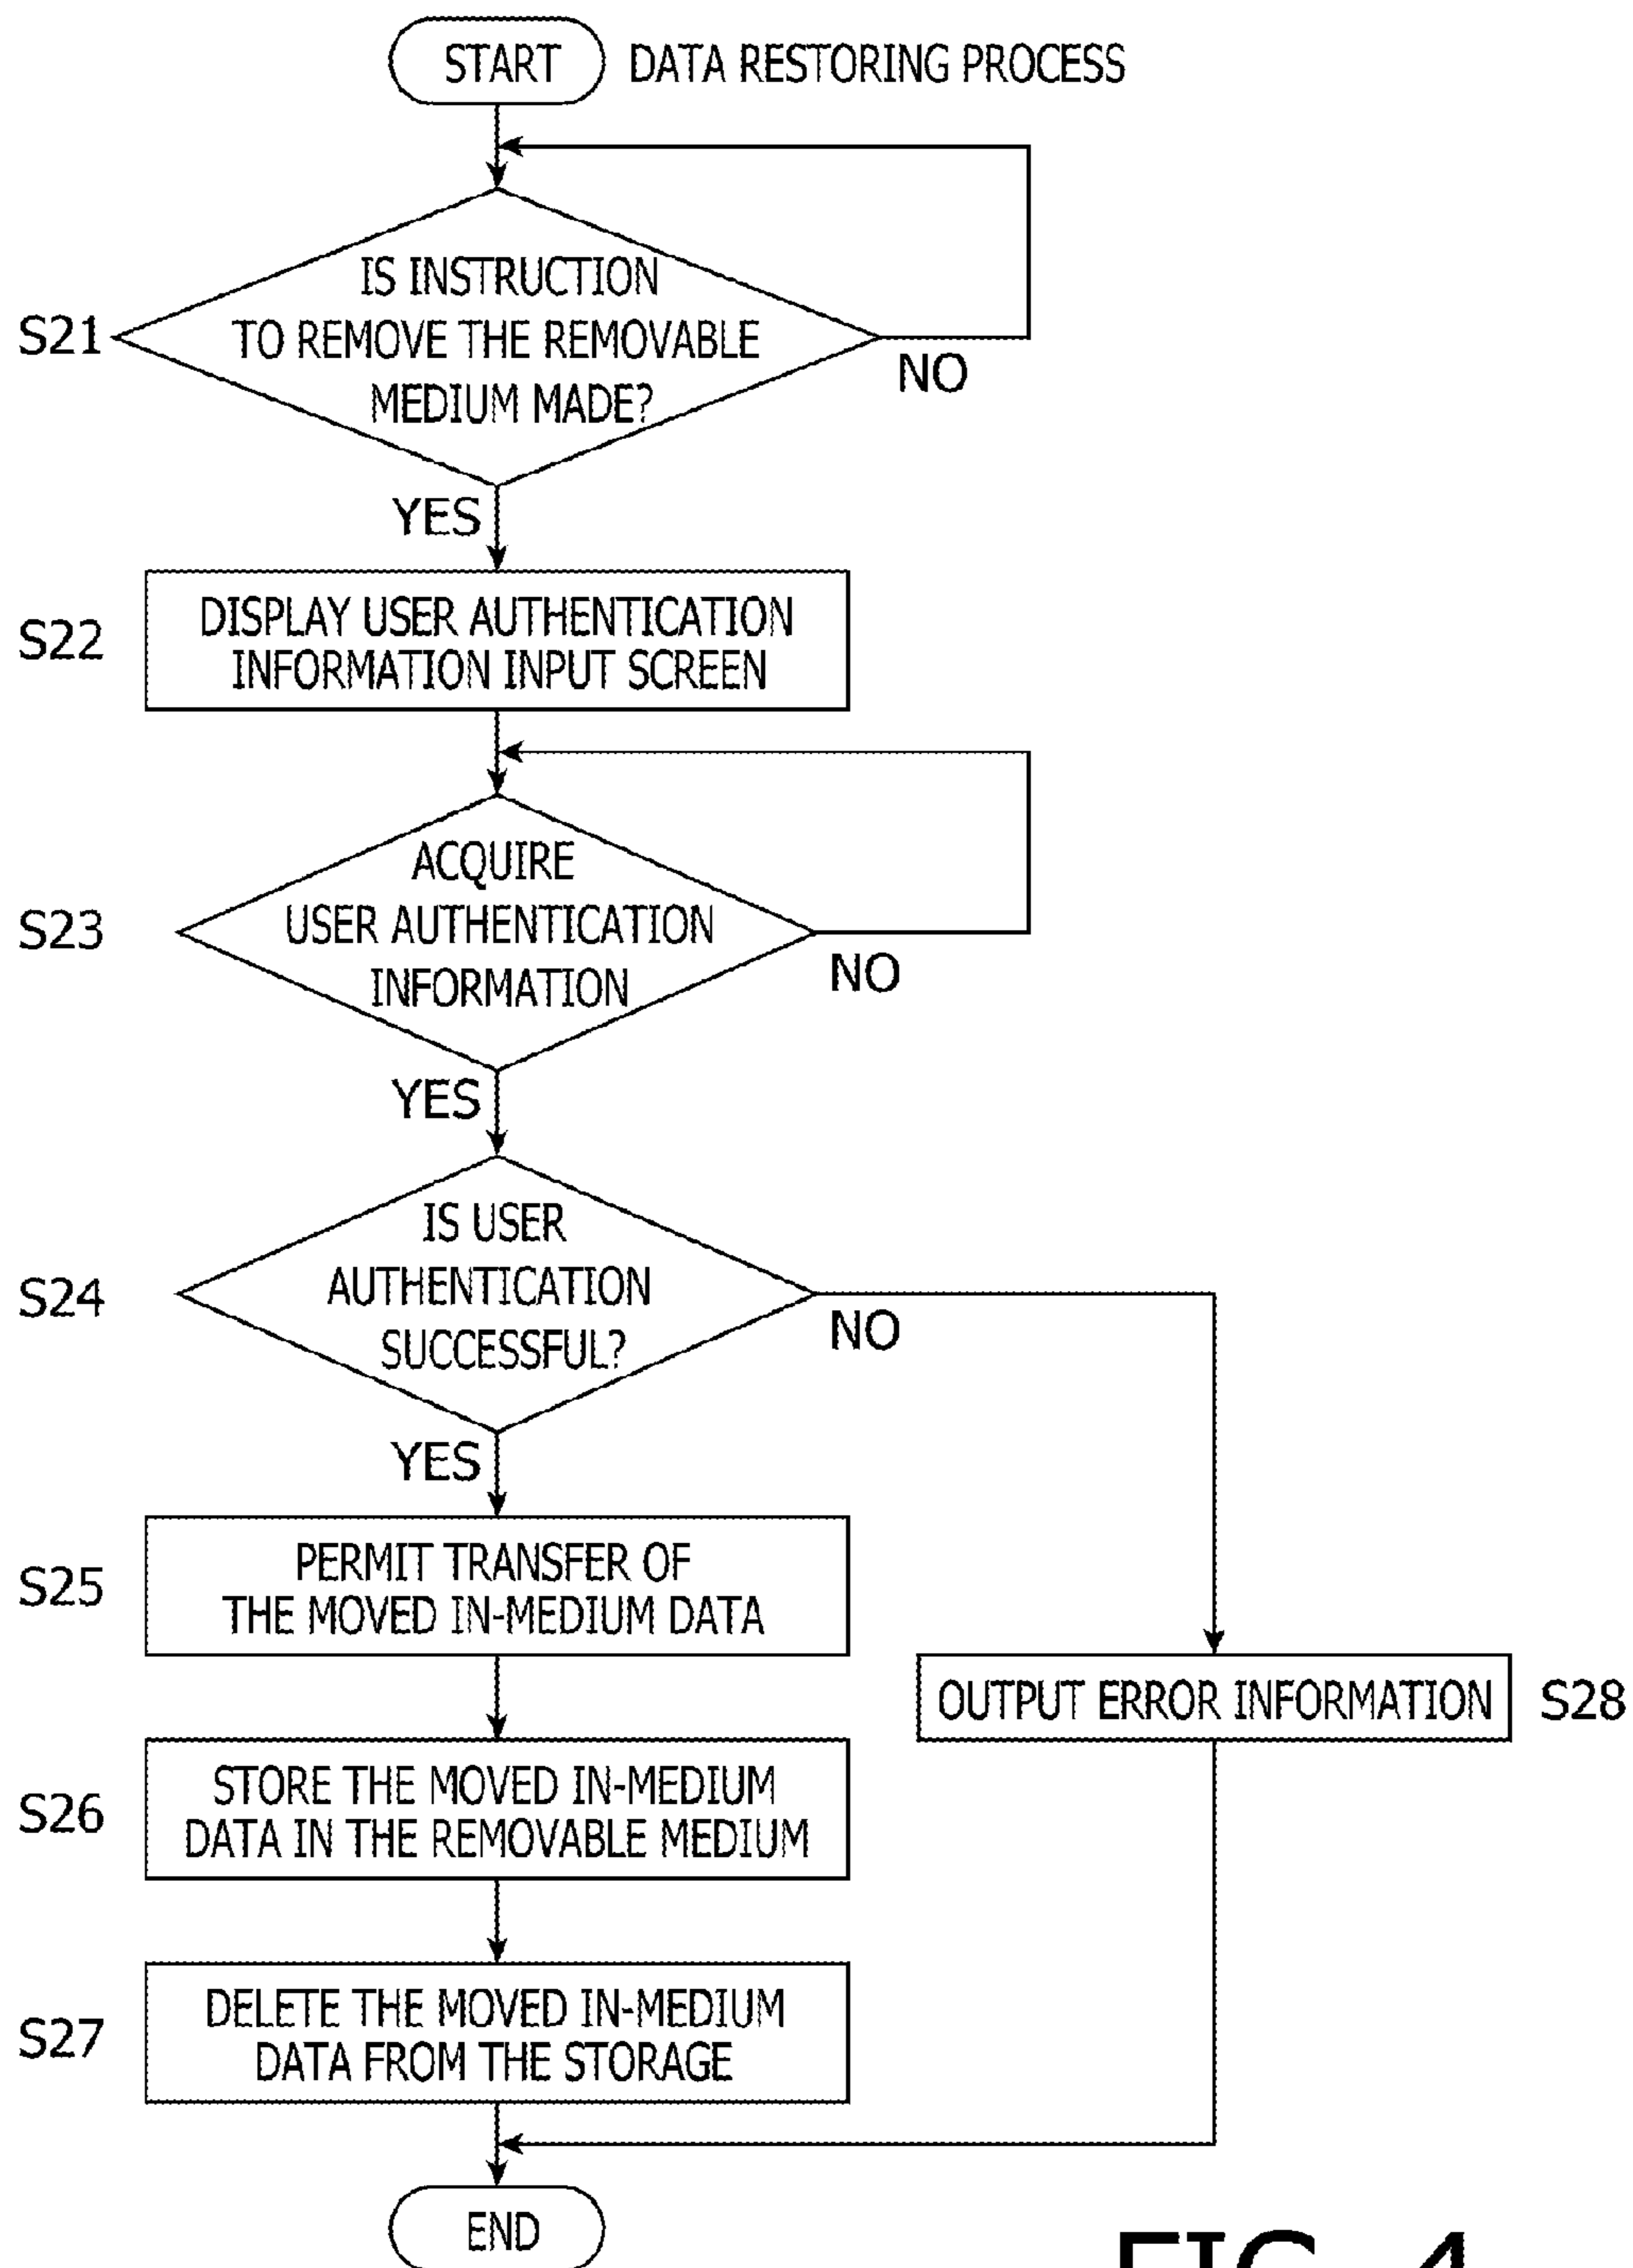 START DATA RESTORING PROCESS
IS INSTRUCTION
S21 TO REMOVE THE REMOVABLE
MEDIUM MADE?
NO
YES
S22
DISPLAY USER AUTHENTICATION
INFORMATION INPUT SCREEN
ACQUIRE
S23 USER AUTHENTICATION
INFORMATION
NO
YES
IS USER
S24 AUTHENTICATION
SUCCESSFUL?
NO
YES
S25
PERMIT TRANSFER OF
THE MOVED IN-MEDIUM DATA
OUTPUT ERROR INFORMATION S28
S26
STORE THE MOVED IN-MEDIUM
DATA IN THE REMOVABLE MEDIUM
S27
DELETE THE MOVED IN-MEDIUM
DATA FROM THE STORAGE
END
FIG. 4